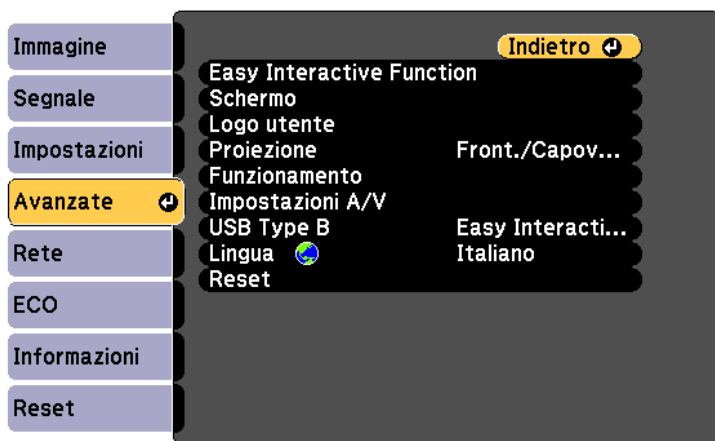 Immagine
Segnale
Impostazioni
Avanzate
Rete
ECO
Informazioni
Reset
Indietro
Easy Interactive Function
Schermo
Logo utente
Proiezione Front./Capov...
Funzionamento
Impostazioni A/V
USB Type B Easy Interacti...
Lingua Italiano
Reset